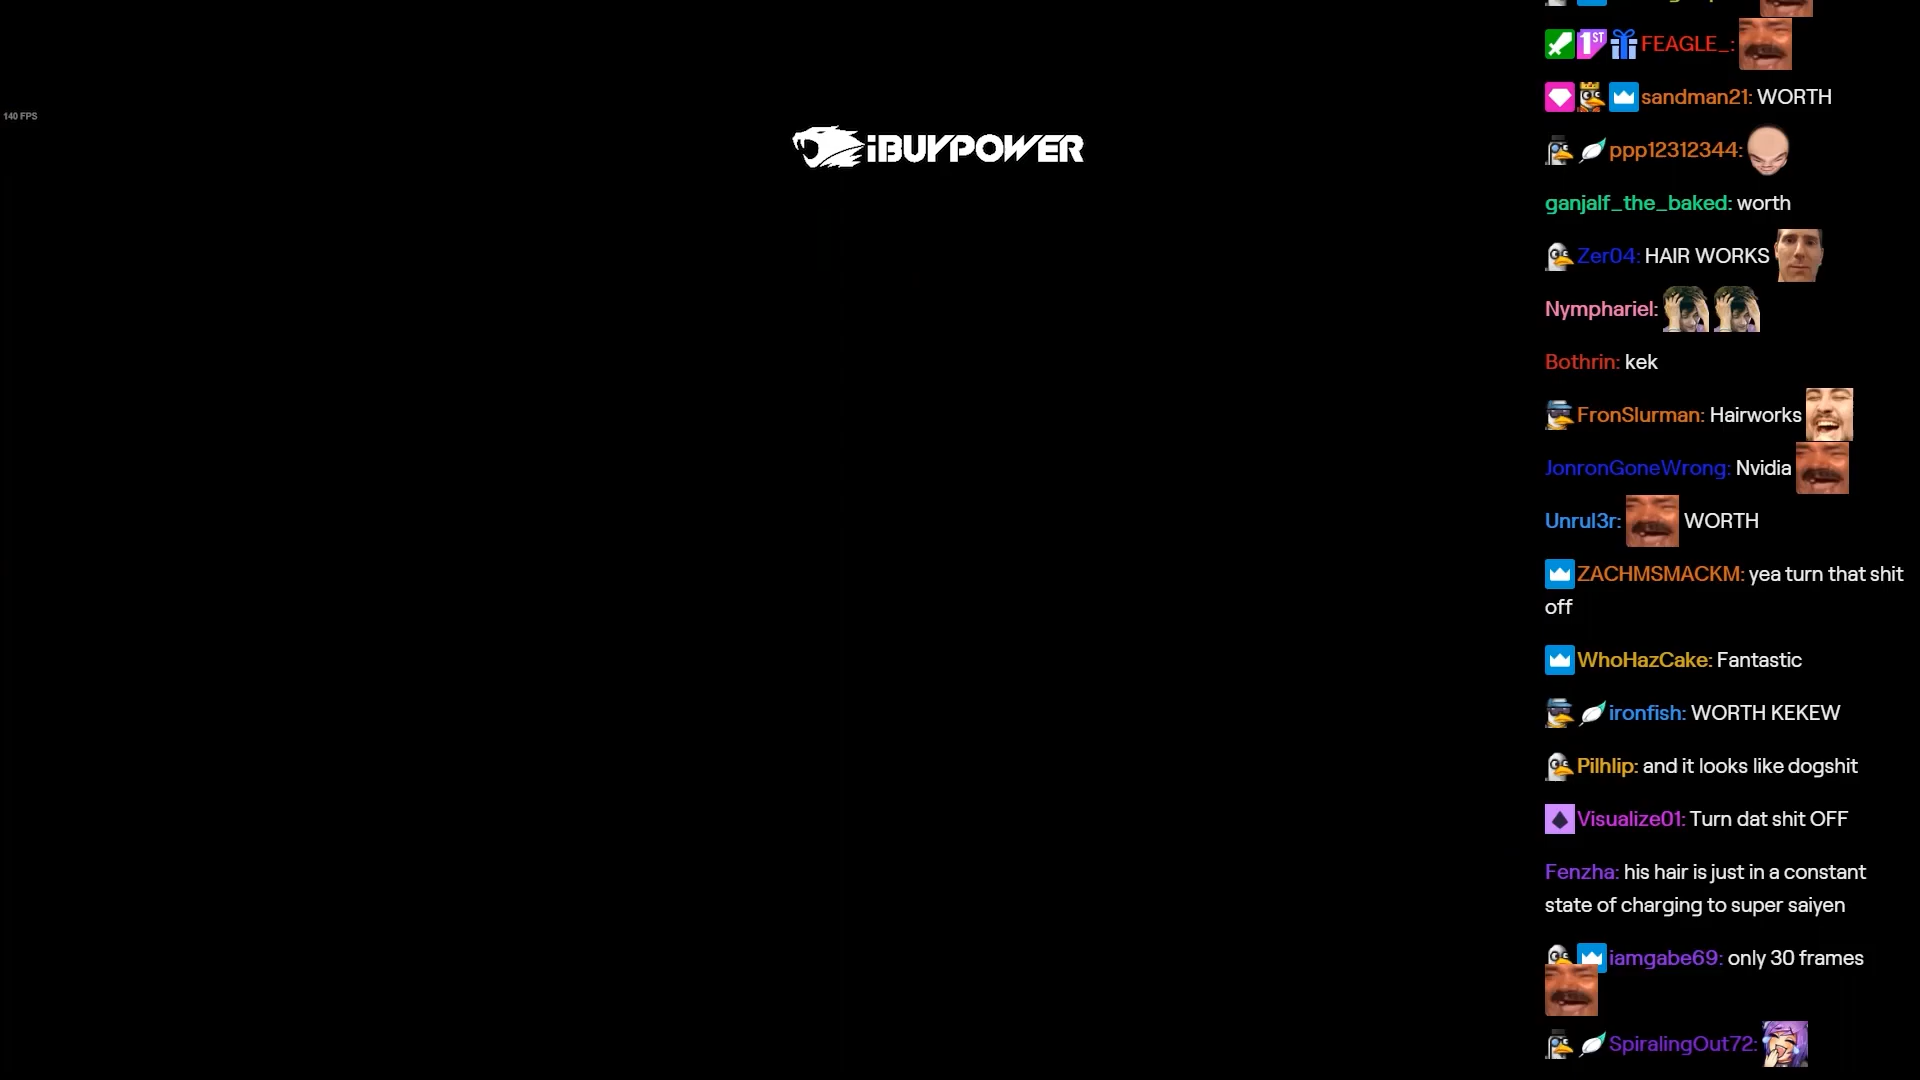 FEAGLE_:
sandman21: WORTH
140 FPS
iBUYPOWER
ppp12312344:
ganjalf_the_baked: worth
Zer04: HAIR WORKS
Nymphariel:
Bothrin: kek
FronSlurman: Hairworks
JonronGoneWrong: Nvidia
Unrul3r: WORTH
ZACHMSMACKM: yea turn that shit
off
WhoHazCake: Fantastic
ironfish: WORTH KEKEW
Pilhlip: and it looks like dogshit
Visualize01: Turn dat shit OFF
Fenzha: his hair is just in a constant
state of charging to super saiyen
iamgabe69: only 30 frames
SpiralingOut72: